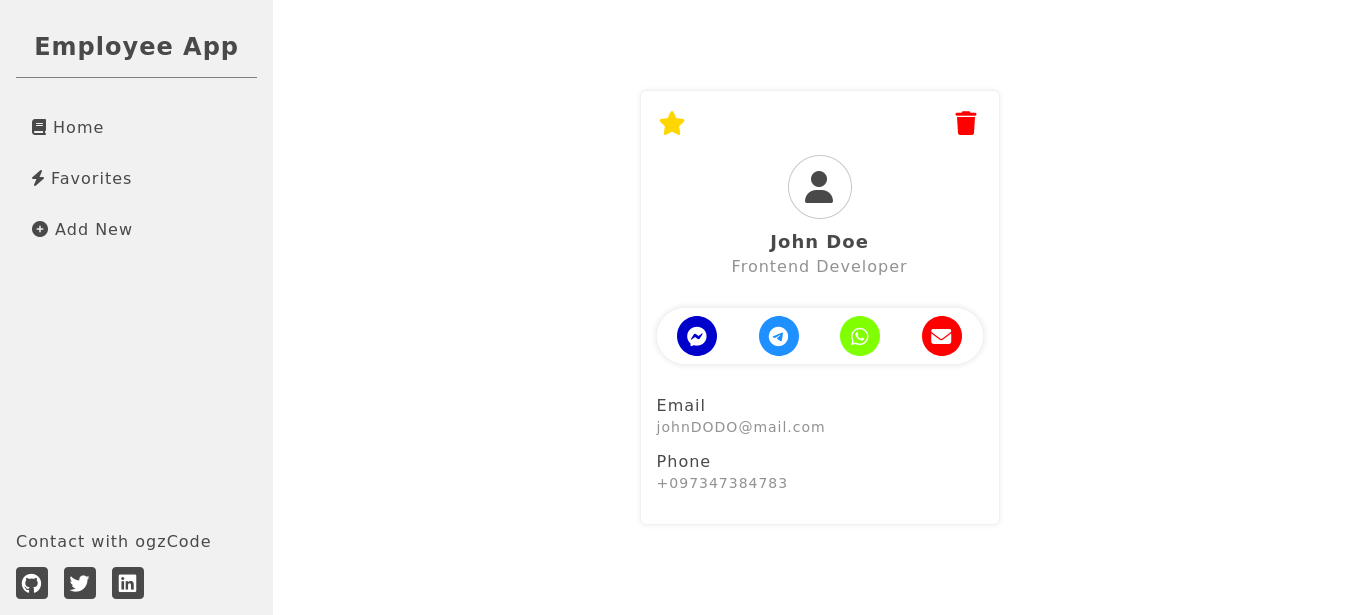 Employee App
Home
Favorites
Add New
Contact with ogzCode
John Doe
Frontend Developer
Email
johnDODO@mail.com
Phone
+097347384783